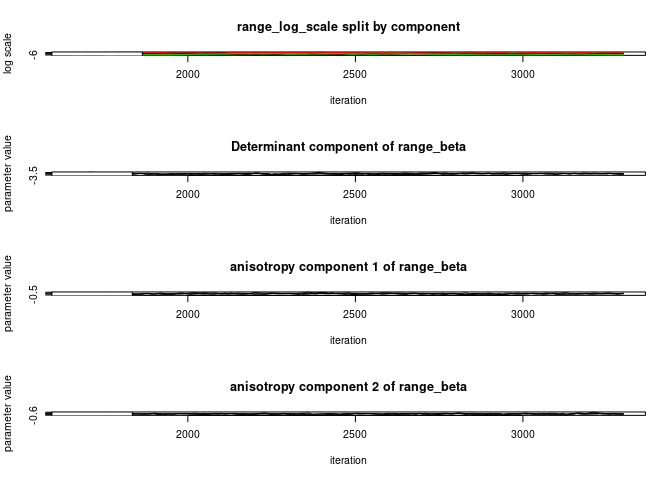 range_log_scale split by component
log scale
-6
2000 2500 3000
iteration
Determinant component of range_beta
parameter value
-3.5
2000 2500 3000
iteration
anisotropy component 1 of range_beta
parameter value
-0.5
2000 2500 3000
iteration
anisotropy component 2 of range_beta
parameter value
-0.6
2000 2500 3000
iteration